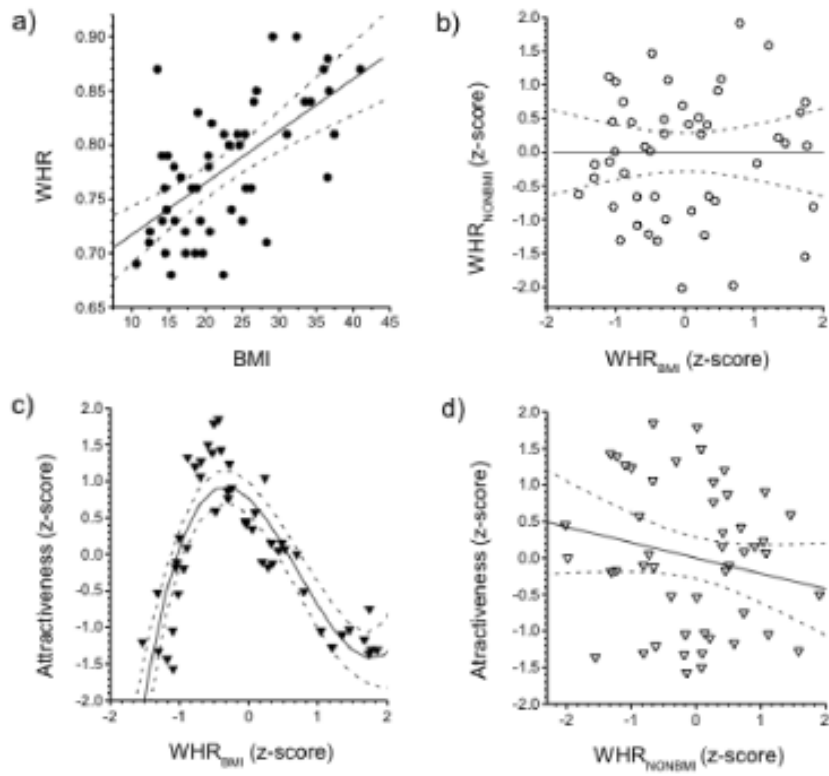 a)
WHR
0.90
0.85
0.80
0.75
0.70
0.65
10 15 20 25 30 35 40 45
BMI
b)
WHR_NONBMI (z-score)
2.0
1.5
1.0
0.5
0.0
-0.5
-1.0
-1.5
-2.0
-2 -1 0 1 2
WHR_BMI (z-score)
c)
Attractiveness (z-score)
2.0
1.5
1.0
0.5
0.0
-0.5
-1.0
-1.5
-2.0
-2 -1 0 1 2
WHR_BMI (z-score)
d)
Atractiveness (z-score)
2.0
1.5
1.0
0.5
0.0
-0.5
-1.0
-1.5
-2.0
-2 -1 0 1 2
WHR_NONBMI (z-score)